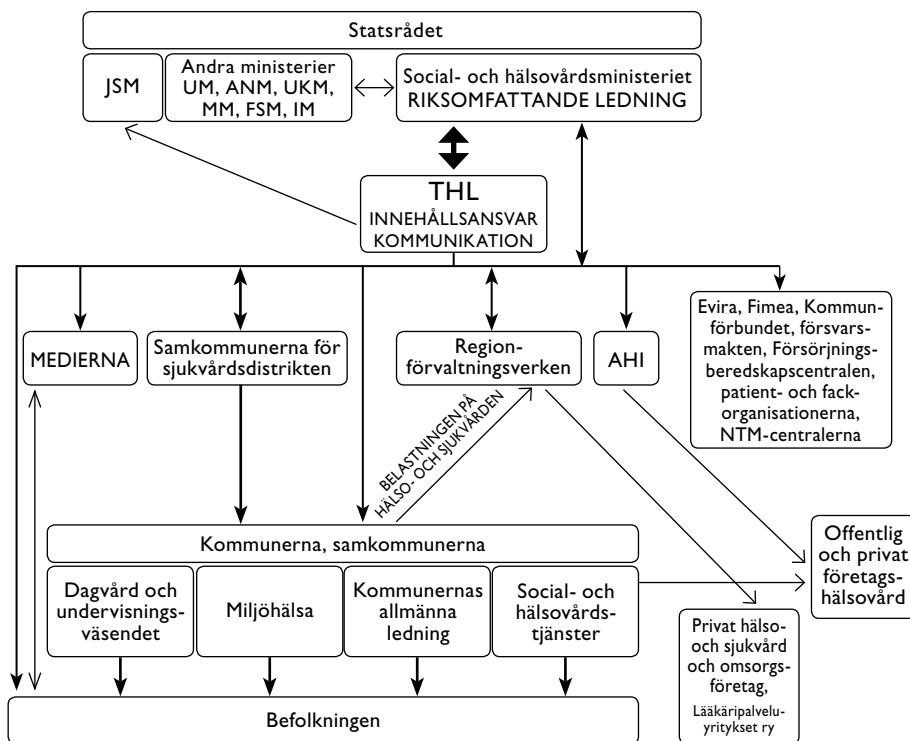 Statsrådet
JSM
Andra ministerier
UM, ANM, UKM,
MM, FSM, IM
Social- och hälsovårdsministeriet
RIKSOMFATTANDE LEDNING
THL
INNEHÅLLSANSVAR
KOMMUNIKATION
MEDIERNA
Samkommunerna för
sjukvårdsdistrikten
Region-
förvaltningsverken
AHI
Evira, Fimea, Kommun-
förbundet, försvars-
makten, Försörjnings-
beredskapscentralen,
patient- och fack-
organisationerna,
NTM-centralerna
BELASTNINGEN PÅ
HÄLSO- OCH SJUKVÅRDEN
Kommunerna, samkommunerna
Dagvård och
undervisnings-
väsendet
Miljöhälsa
Kommunernas
allmänna
ledning
Social- och
hälsovårds-
tjänster
Offentlig
och privat
företags-
hälsovård
Privat hälso-
och sjukvård
och omsorgs-
företag,
Lääkäripalvelu-
yritykset ry
Befolkningen